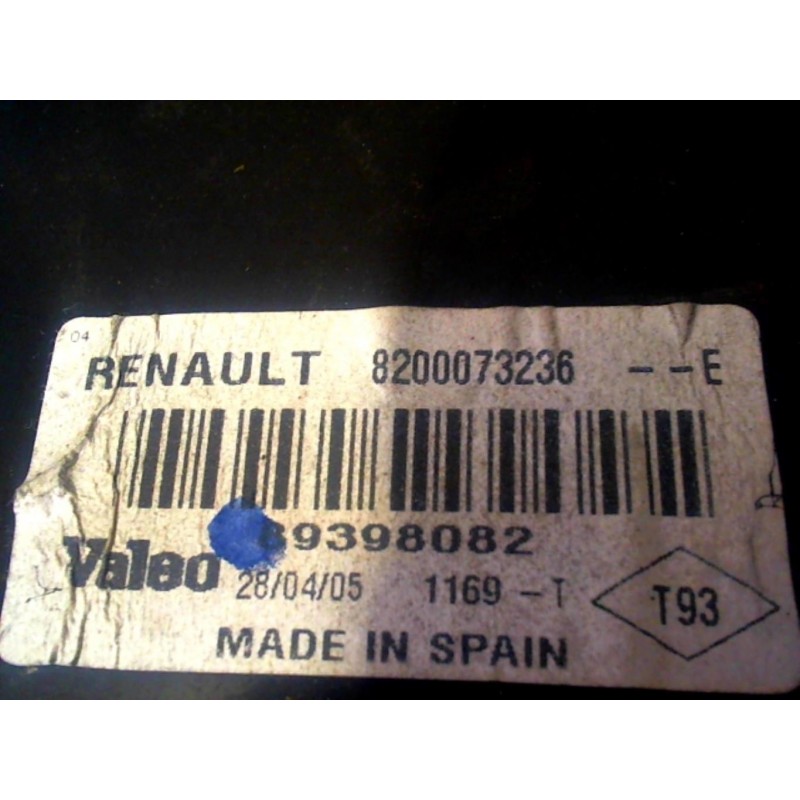 04
RENAULT 8200073236 --E
89398082
Valeo 28/04/05 1169 -T T93
MADE IN SPAIN